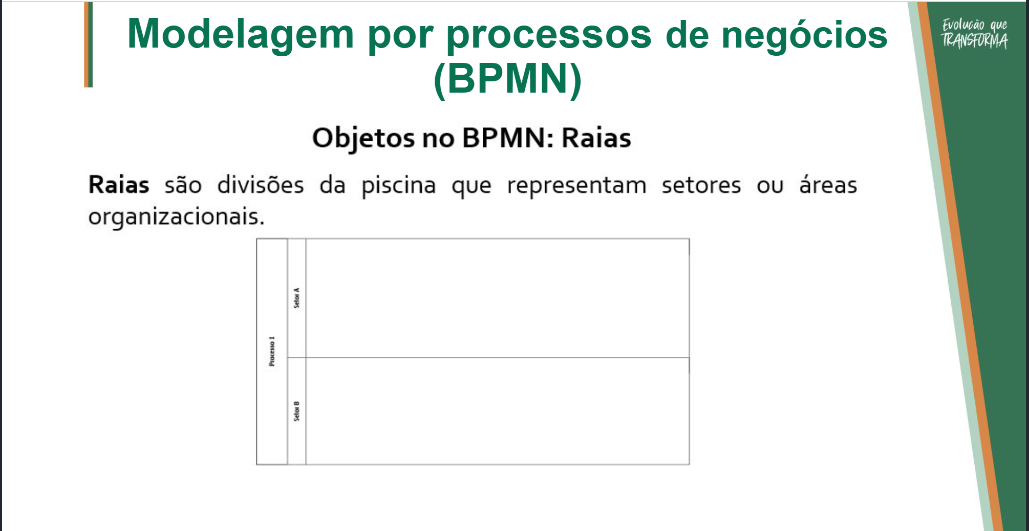 Modelagem por processos de negócios
(BPMN)
Evolução que
TRANSFORMA
Objetos no BPMN: Raias
Raias são divisões da piscina que representam setores ou áreas
organizacionais.
Processo 1
Setor A
Setor B